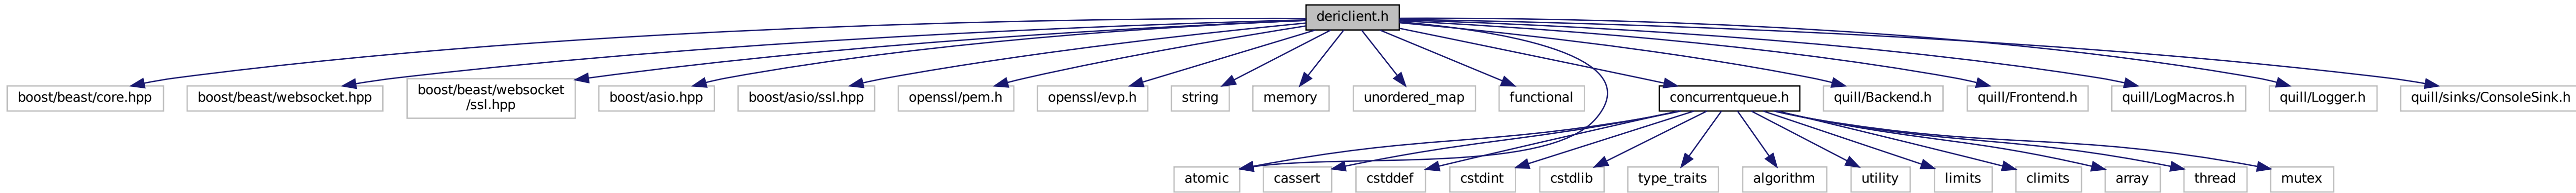 dericlient.h
boost/beast/core.hpp
boost/beast/websocket.hpp
boost/beast/websocket
/ssl.hpp
boost/asio.hpp
boost/asio/ssl.hpp
openssl/pem.h
openssl/evp.h
string
memory
unordered_map
functional
concurrentqueue.h
quill/Backend.h
quill/Frontend.h
quill/LogMacros.h
quill/Logger.h
quill/sinks/ConsoleSink.h
atomic
cassert
cstddef
cstdint
cstdlib
type_traits
algorithm
utility
limits
climits
array
thread
mutex